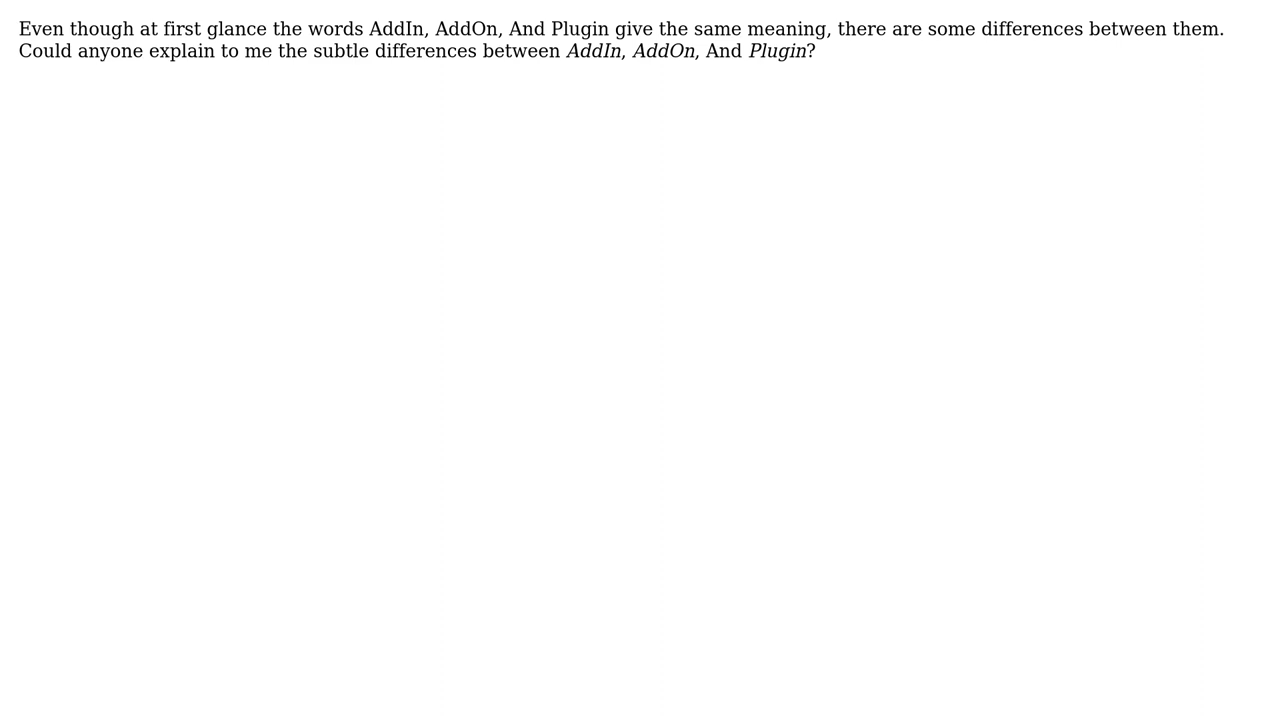 Even though at first glance the words AddIn, AddOn, And Plugin give the same meaning, there are some differences between them.
Could anyone explain to me the subtle differences between AddIn, AddOn, And Plugin?